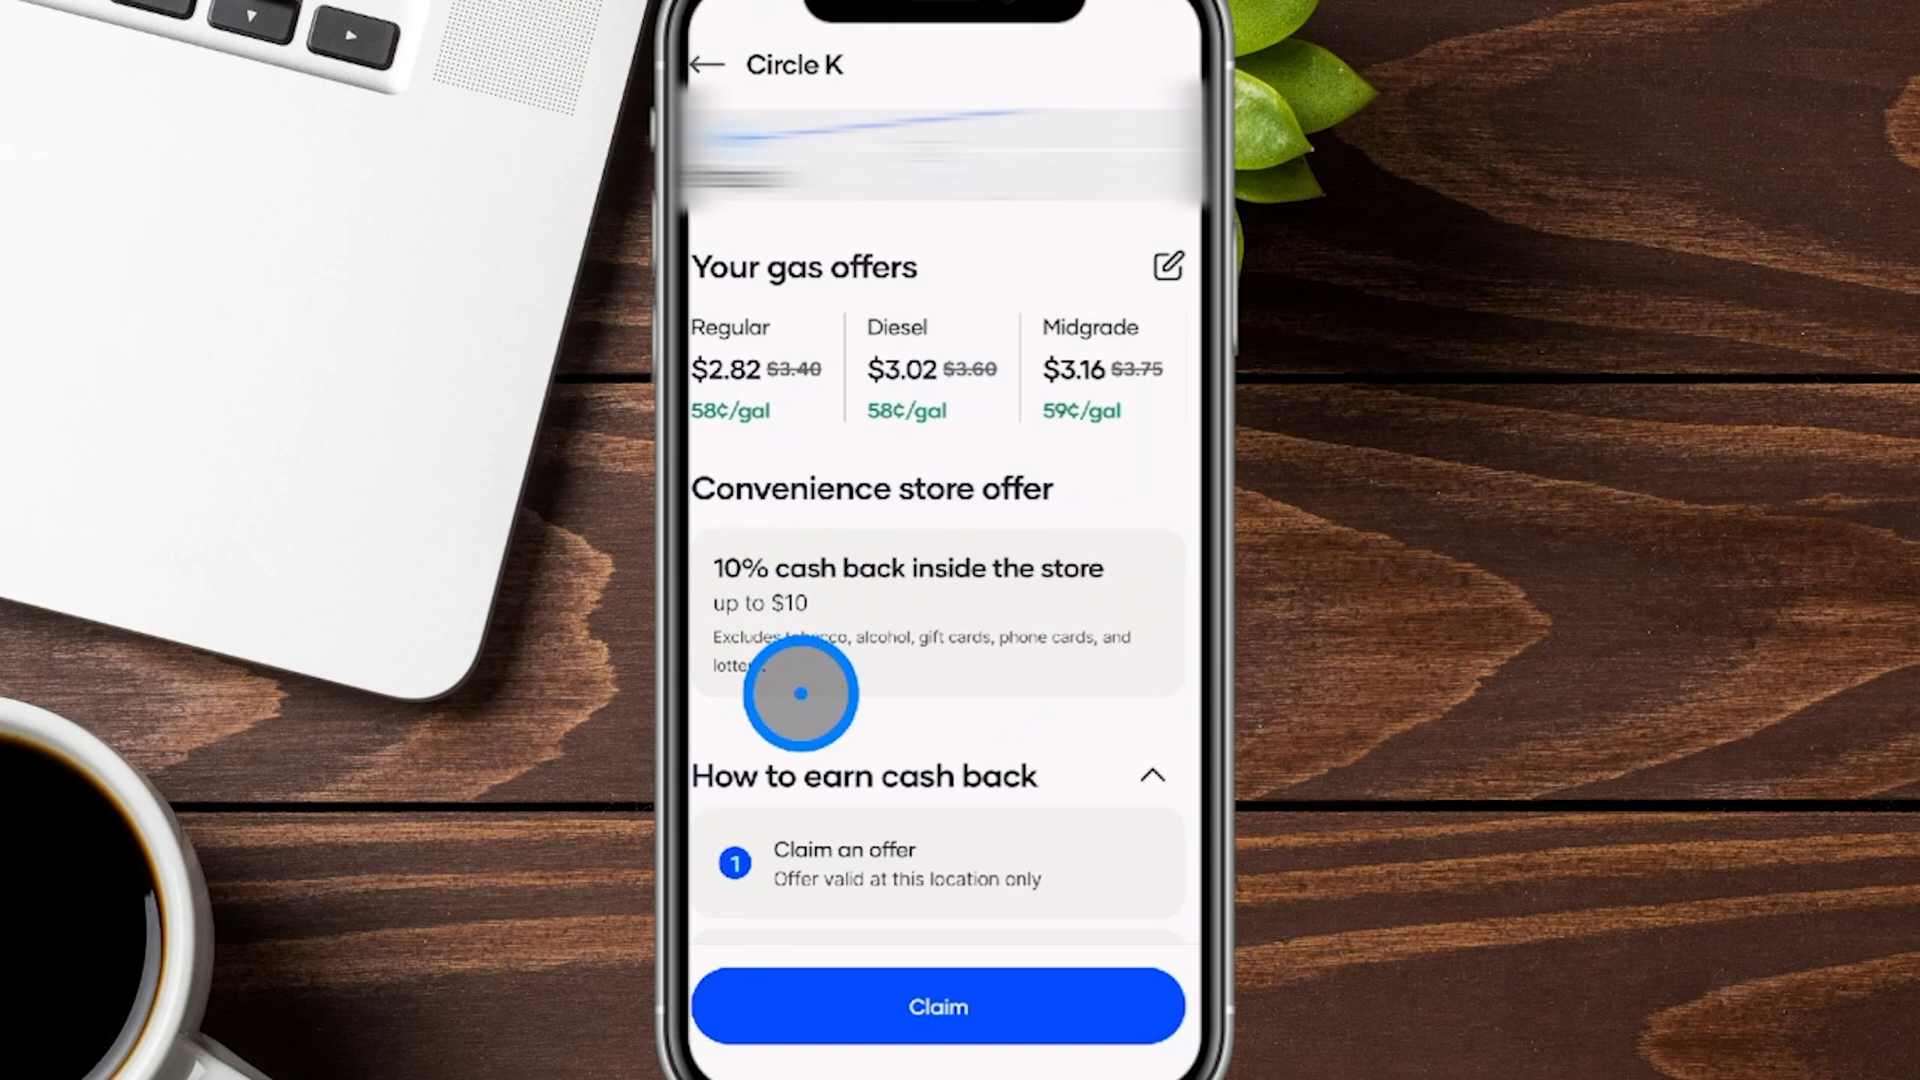 Circle K
Your gas offers
Regular
$2.82 $3.40
58¢/gal
Diesel
$3.02 $3.60
58¢/gal
Midgrade
$3.16 $3.75
59¢/gal
Convenience store offer
10% cash back inside the store
up to $10
Excludes alcohol, gift cards, phone cards, and
How to earn cash back
1
Claim an offer
Offer valid at this location only
Claim